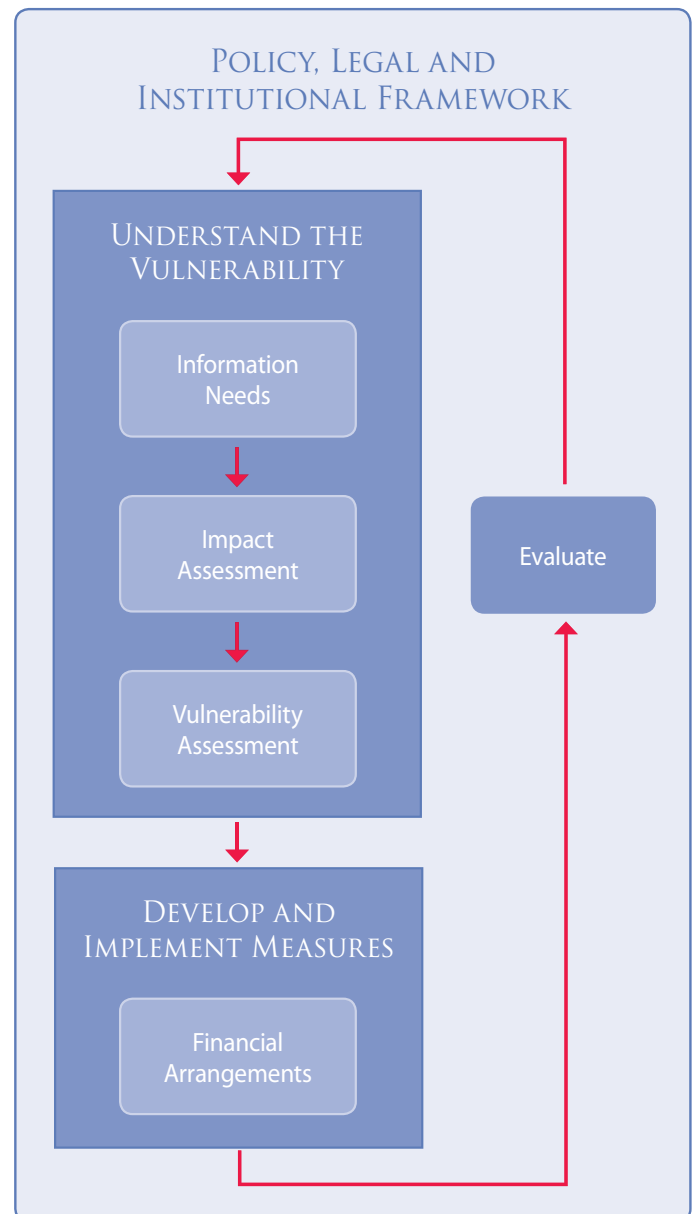 Policy, Legal and
Institutional Framework
Understand the
Vulnerability
Information
Needs
Impact
Assessment
Evaluate
Vulnerability
Assessment
Develop and
Implement Measures
Financial
Arrangements